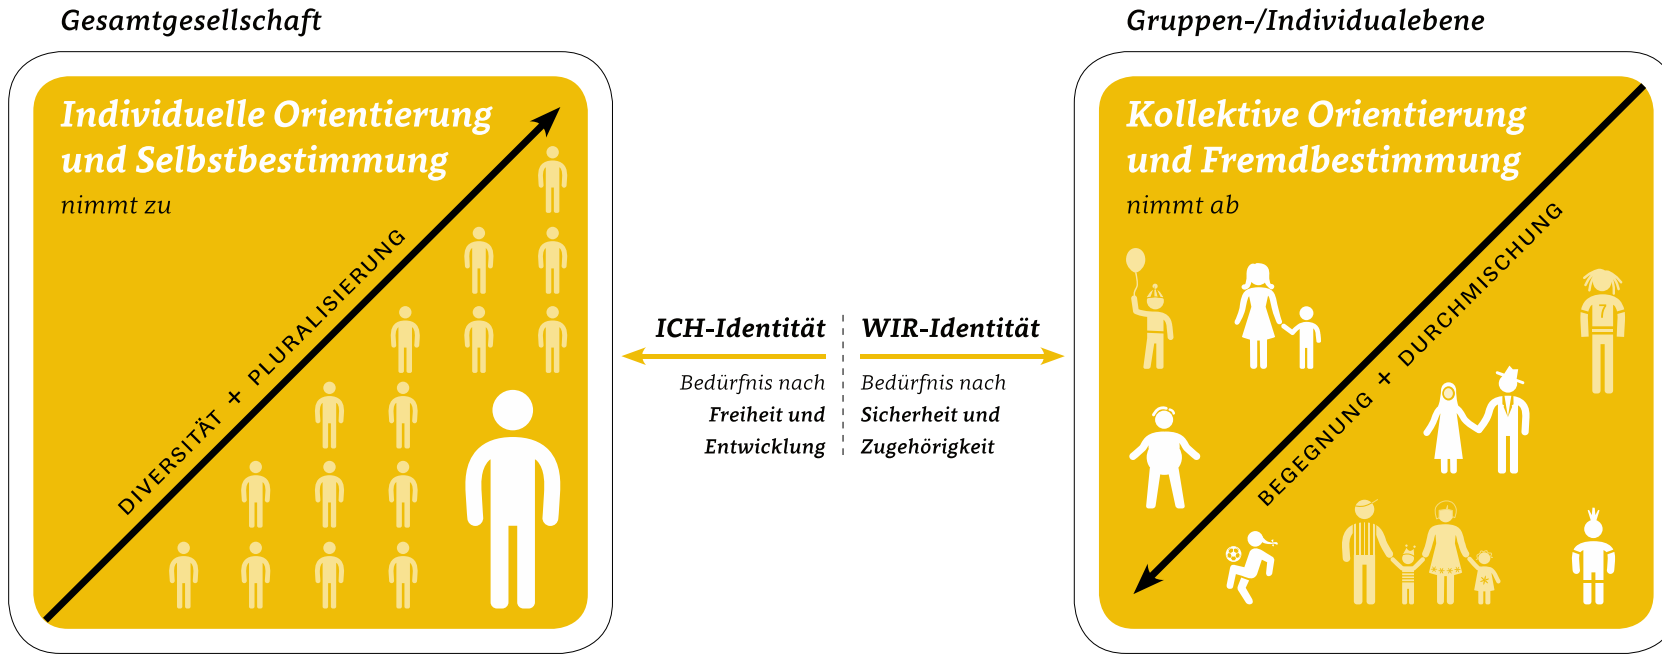 Gesamtgesellschaft
Individuelle Orientierung
und Selbstbestimmung
nimmt zu
DIVERSITÄT + PLURALISIERUNG
ICH-Identität
Bedürfnis nach
Freiheit und
Entwicklung
WIR-Identität
Bedürfnis nach
Sicherheit und
Zugehörigkeit
Gruppen-/Individualebene
Kollektive Orientierung
und Fremdbestimmung
nimmt ab
BEGEGNUNG + DURCHMISCHUNG
7